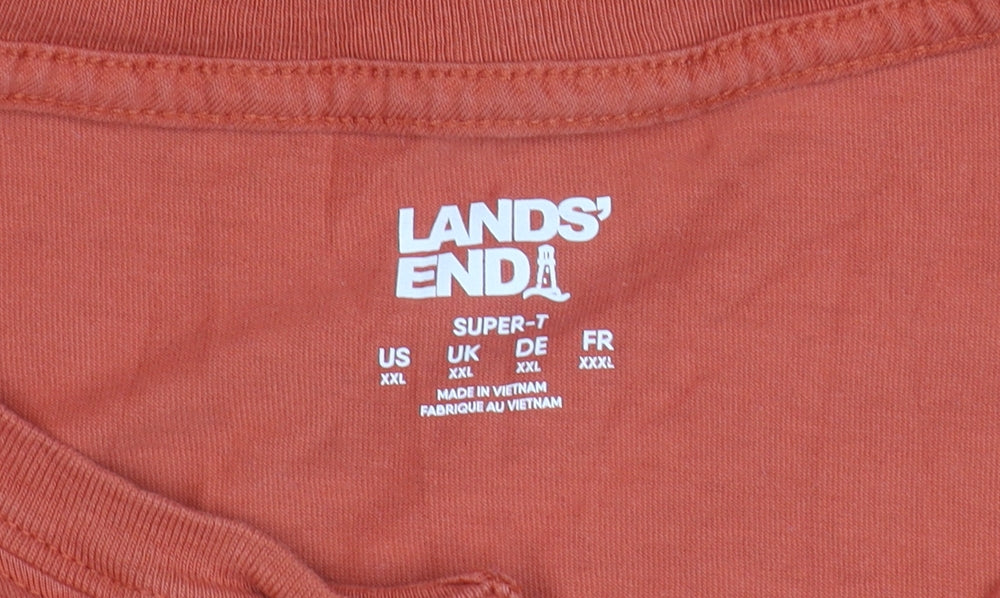 LANDS'
END
SUPER-T
US UK DE FR
XXL XXL XXL XXXL
MADE IN VIETNAM
FABRIQUE AU VIETNAM